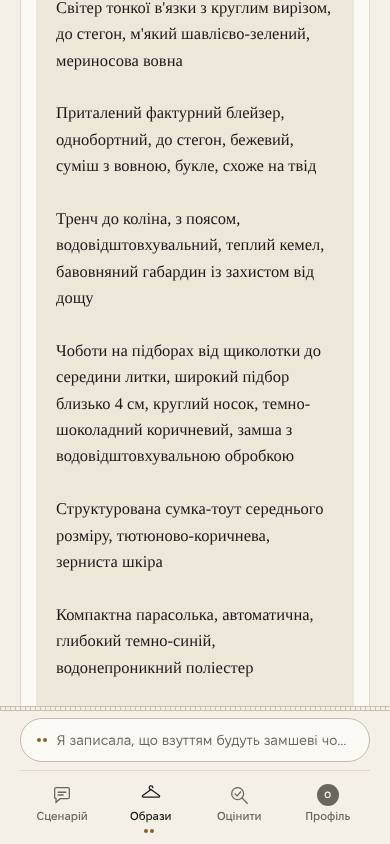 Світер тонкої в'язки з круглим вирізом,
до стегон, м'який шавлієво-зелений,
мериносова вовна
Приталений фактурний блейзер,
однобортний, до стегон, бежевий,
суміш з вовною, букле, схоже на твід
Тренч до коліна, з поясом,
водовідштовхувальний, теплий кемел,
бавовняний габардин із захистом від
дощу
Чоботи на підборах від щиколотки до
середини литки, широкий підбор
близько 4 см, круглий носок, темно-
шоколадний коричневий, замша з
водовідштовхувальною обробкою
Структурована сумка-тоут середнього
розміру, тютюново-коричнева,
зерниста шкіра
Компактна парасолька, автоматична,
глибокий темно-синій,
водонепроникний поліестер
Я записала, що взуттям будуть замшеві чо...
Сценарій
Образи
Оцінити
О
Профіль